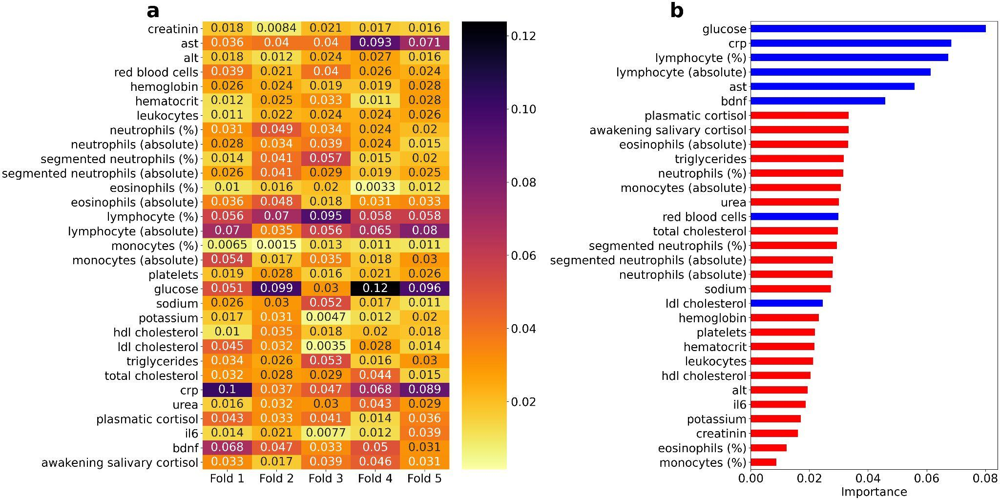 a
creatinin 0.018 0.0084 0.021 0.017 0.016
ast 0.036 0.04 0.04 0.093 0.071
alt 0.018 0.012 0.024 0.027 0.016
red blood cells 0.039 0.021 0.04 0.026 0.024
hemoglobin 0.026 0.024 0.019 0.019 0.028
hematocrit 0.012 0.025 0.033 0.011 0.028
leukocytes 0.011 0.022 0.024 0.024 0.026
neutrophils (%) 0.031 0.049 0.034 0.024 0.02
neutrophils (absolute) 0.028 0.034 0.039 0.024 0.015
segmented neutrophils (%) 0.014 0.041 0.057 0.015 0.02
segmented neutrophils (absolute) 0.026 0.041 0.029 0.019 0.025
eosinophils (%) 0.01 0.016 0.02 0.0033 0.012
eosinophils (absolute) 0.036 0.048 0.018 0.031 0.033
lymphocyte (%) 0.056 0.07 0.095 0.058 0.058
lymphocyte (absolute) 0.07 0.035 0.056 0.065 0.08
monocytes (%) 0.0065 0.0015 0.013 0.011 0.011
monocytes (absolute) 0.054 0.017 0.035 0.018 0.03
platelets 0.019 0.028 0.016 0.021 0.026
glucose 0.051 0.099 0.03 0.12 0.096
sodium 0.026 0.03 0.052 0.017 0.011
potassium 0.017 0.031 0.0047 0.012 0.02
hdl cholesterol 0.01 0.035 0.018 0.02 0.018
ldl cholesterol 0.045 0.032 0.0035 0.028 0.014
triglycerides 0.034 0.026 0.053 0.016 0.03
total cholesterol 0.032 0.028 0.029 0.044 0.015
crp 0.1 0.037 0.047 0.068 0.089
urea 0.016 0.032 0.03 0.043 0.029
plasmatic cortisol 0.043 0.033 0.041 0.014 0.036
il6 0.014 0.021 0.0077 0.012 0.039
bdnf 0.068 0.047 0.033 0.05 0.031
awakening salivary cortisol 0.033 0.017 0.039 0.046 0.031
Fold 1 Fold 2 Fold 3 Fold 4 Fold 5
0.12
0.10
0.08
0.06
0.04
0.02
b
glucose
crp
lymphocyte (%)
lymphocyte (absolute)
ast
bdnf
plasmatic cortisol
awakening salivary cortisol
eosinophils (absolute)
triglycerides
neutrophils (%)
monocytes (absolute)
urea
red blood cells
total cholesterol
segmented neutrophils (%)
segmented neutrophils (absolute)
neutrophils (absolute)
sodium
ldl cholesterol
hemoglobin
platelets
hematocrit
leukocytes
hdl cholesterol
alt
il6
potassium
creatinin
eosinophils (%)
monocytes (%)
0.00 0.02 0.04 0.06 0.08
Importance